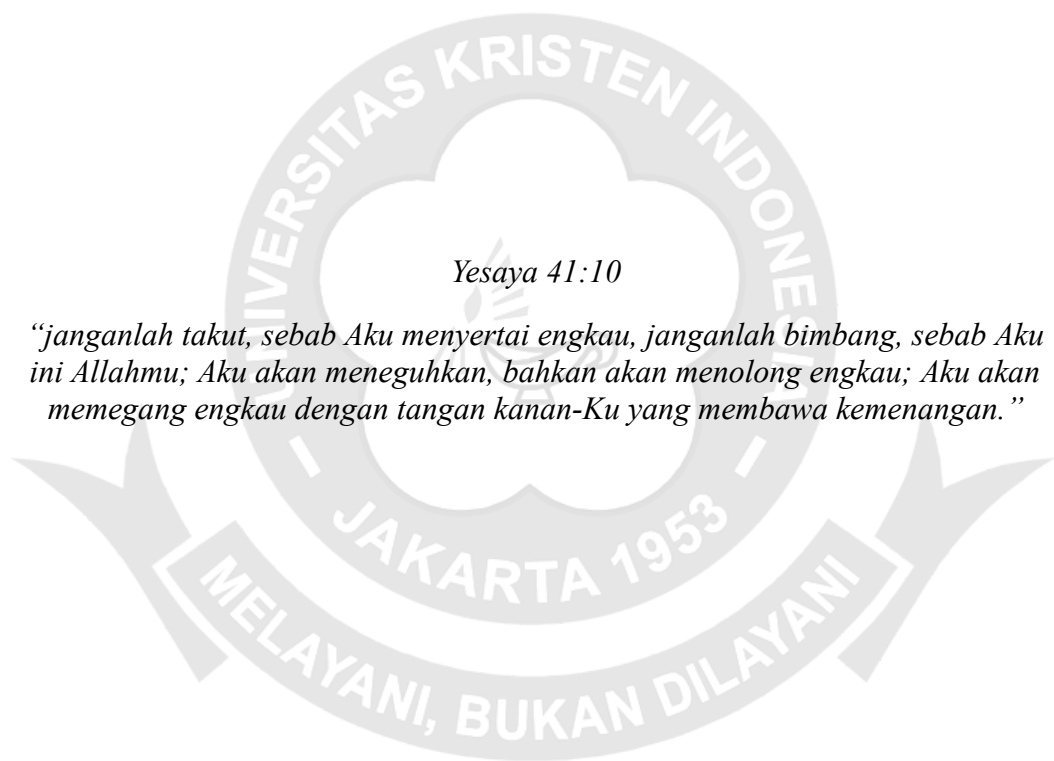 UNIVERSITAS KRISTEN INDONESIA
Yesaya 41:10
“janganlah takut, sebab Aku menyertai engkau, janganlah bimbang, sebab Aku
ini Allahmu; Aku akan meneguhkan, bahkan akan menolong engkau; Aku akan
memegang engkau dengan tangan kanan-Ku yang membawa kemenangan.”
JAKARTA 1953
MELAYANI, BUKAN DILAYANI